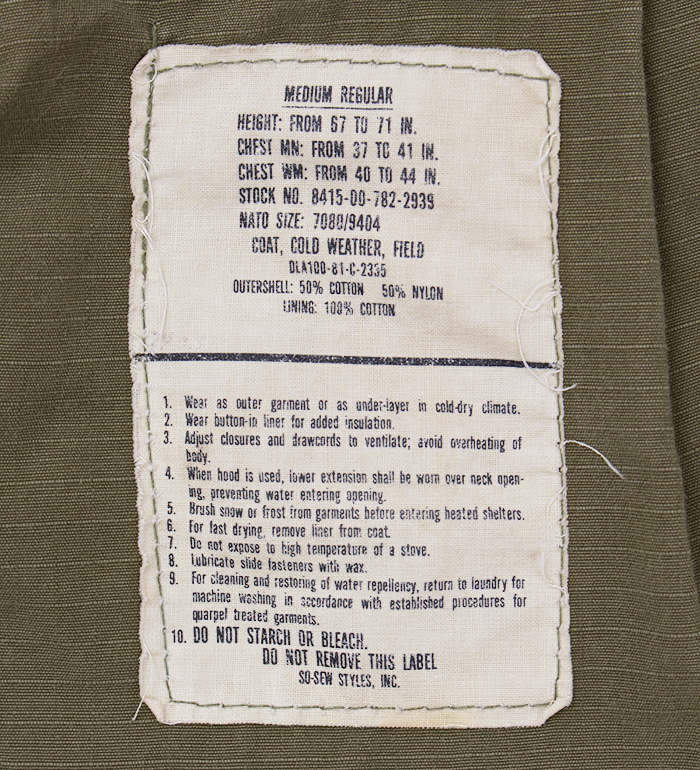 MEDIUM REGULAR
HEIGHT: FROM 67 TO 71 IN.
CHEST MN: FROM 37 TO 41 IN.
CHEST WM: FROM 40 TO 44 IN.
STOCK NO. 8415-00-782-2939
NATO SIZE: 7080/9404
COAT, COLD WEATHER, FIELD
DLA100-81-C-2335
OUTERSHELL: 50% COTTON 50% NYLON
LINING: 100% COTTON
1. Wear as outer garment or as under-layer in cold-dry climate.
2. Wear button-in liner for added insulation.
3. Adjust closures and drawcords to ventilate; avoid overheating of
body.
4. When hood is used, lower extension shall be worn over neck open-
ing, preventing water entering opening.
5. Brush snow or frost from garments before entering heated shelters.
6. For fast drying, remove liner from coat.
7. Do not expose to high temperature of a stove.
8. Lubricate slide fasteners with wax.
9. For cleaning and restoring of water repellency, return to laundry for
machine washing in accordance with established procedures for
quarpel treated garments.
10. DO NOT STARCH OR BLEACH.
DO NOT REMOVE THIS LABEL
SO-SEW STYLES, INC.